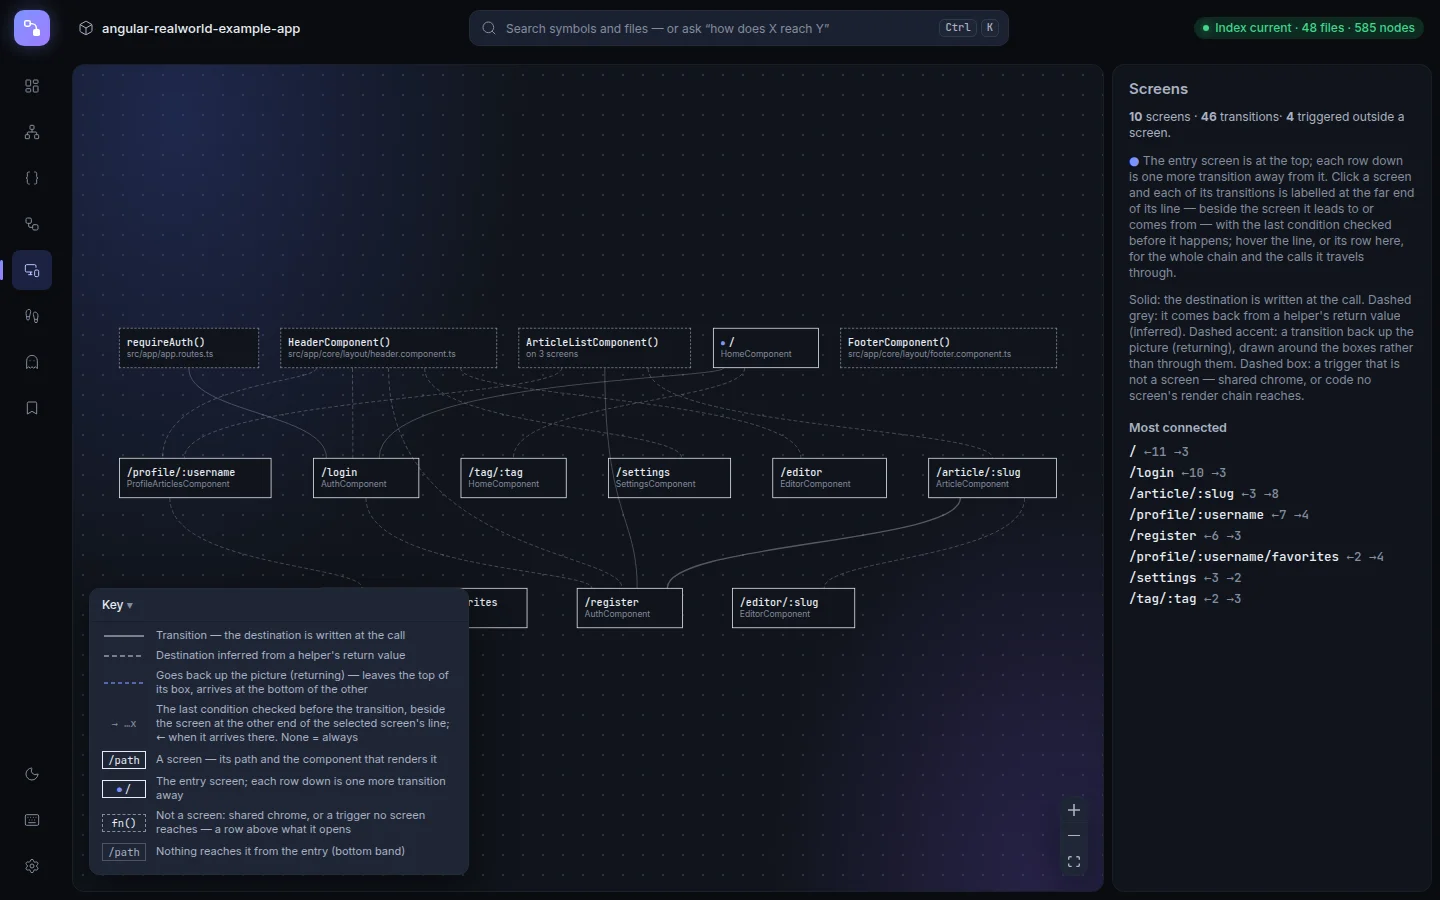 angular-realworld-example-app
Search symbols and files — or ask “how does X reach Y”
Ctrl K
Index current · 48 files · 585 nodes
requireAuth()
src/app/app.routes.ts
HeaderComponent()
src/app/core/layout/header.component.ts
ArticleListComponent()
on 3 screens
/
HomeComponent
FooterComponent()
src/app/core/layout/footer.component.ts
/profile/:username
ProfileArticlesComponent
/login
AuthComponent
/tag/:tag
HomeComponent
/settings
SettingsComponent
/editor
EditorComponent
/article/:slug
ArticleComponent
rites
/register
AuthComponent
/editor/:slug
EditorComponent
Key ▾
Transition — the destination is written at the call
Destination inferred from a helper's return value
Goes back up the picture (returning) — leaves the top of
its box, arrives at the bottom of the other
→ …x
The last condition checked before the transition, beside
the screen at the other end of the selected screen's line;
← when it arrives there. None = always
/path
A screen — its path and the component that renders it
/
The entry screen; each row down is one more transition
away
fn()
Not a screen: shared chrome, or a trigger no screen
reaches — a row above what it opens
/path
Nothing reaches it from the entry (bottom band)
Screens
10 screens · 46 transitions· 4 triggered outside a
screen.
The entry screen is at the top; each row down
is one more transition away from it. Click a screen
and each of its transitions is labelled at the far end
of its line — beside the screen it leads to or
comes from — with the last condition checked
before it happens; hover the line, or its row here,
for the whole chain and the calls it travels
through.
Solid: the destination is written at the call. Dashed
grey: it comes back from a helper's return value
(inferred). Dashed accent: a transition back up the
picture (returning), drawn around the boxes rather
than through them. Dashed box: a trigger that is
not a screen — shared chrome, or code no
screen's render chain reaches.
Most connected
/ ←11 →3
/login ←10 →3
/article/:slug ←3 →8
/profile/:username ←7 →4
/register ←6 →3
/profile/:username/favorites ←2 →4
/settings ←3 →2
/tag/:tag ←2 →3